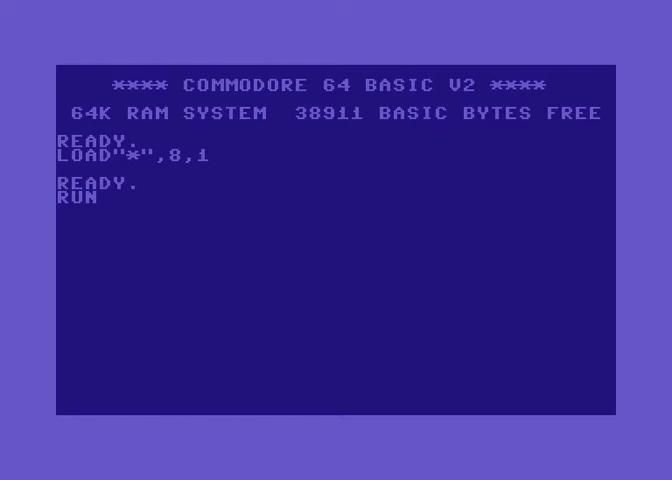 **** COMMODORE 64 BASIC V2 ****
64K RAM SYSTEM  38911 BASIC BYTES FREE
READY.
LOAD"*",8,1
READY.
RUN